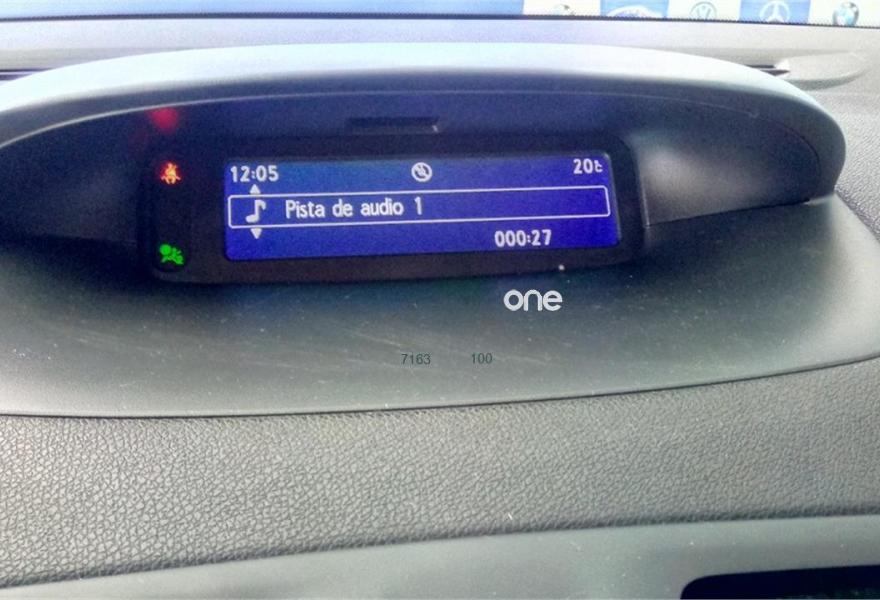 12:05 20°c
Pista de audio 1
000:27
one
7163 100